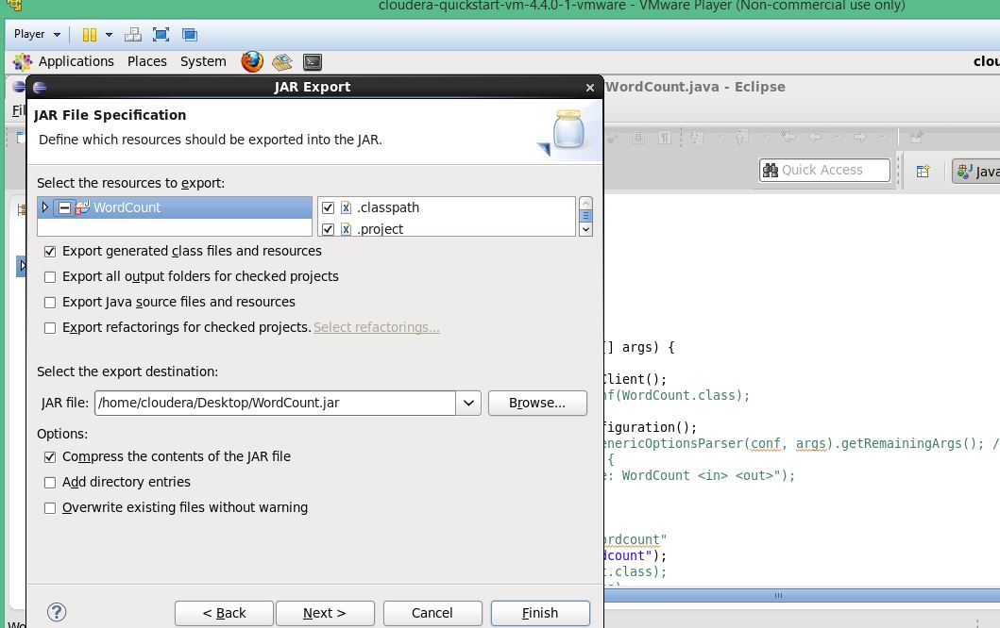 cloudera-quickstart-vm-4.4.0-1-vmware - VMware Player (Non-commercial use only)
Player
Applications Places System
clou
JAR Export
WordCount.java - Eclipse
JAR File Specification
Define which resources should be exported into the JAR.
Quick Access
Java
Select the resources to export:
WordCount
.classpath
.project
Export generated class files and resources
Export all output folders for checked projects
Export Java source files and resources
Export refactorings for checked projects. Select refactorings...
Select the export destination:
JAR file: /home/cloudera/Desktop/WordCount.jar Browse...
Options:
Compress the contents of the JAR file
Add directory entries
Overwrite existing files without warning
< Back Next > Cancel Finish
[] args) {
Client();
nf(WordCount.class);
figuration();
enericOptionsParser(conf, args).getRemainingArgs(); /
{
e: WordCount <in> <out>");
ordcount"
dcount");
t.class);